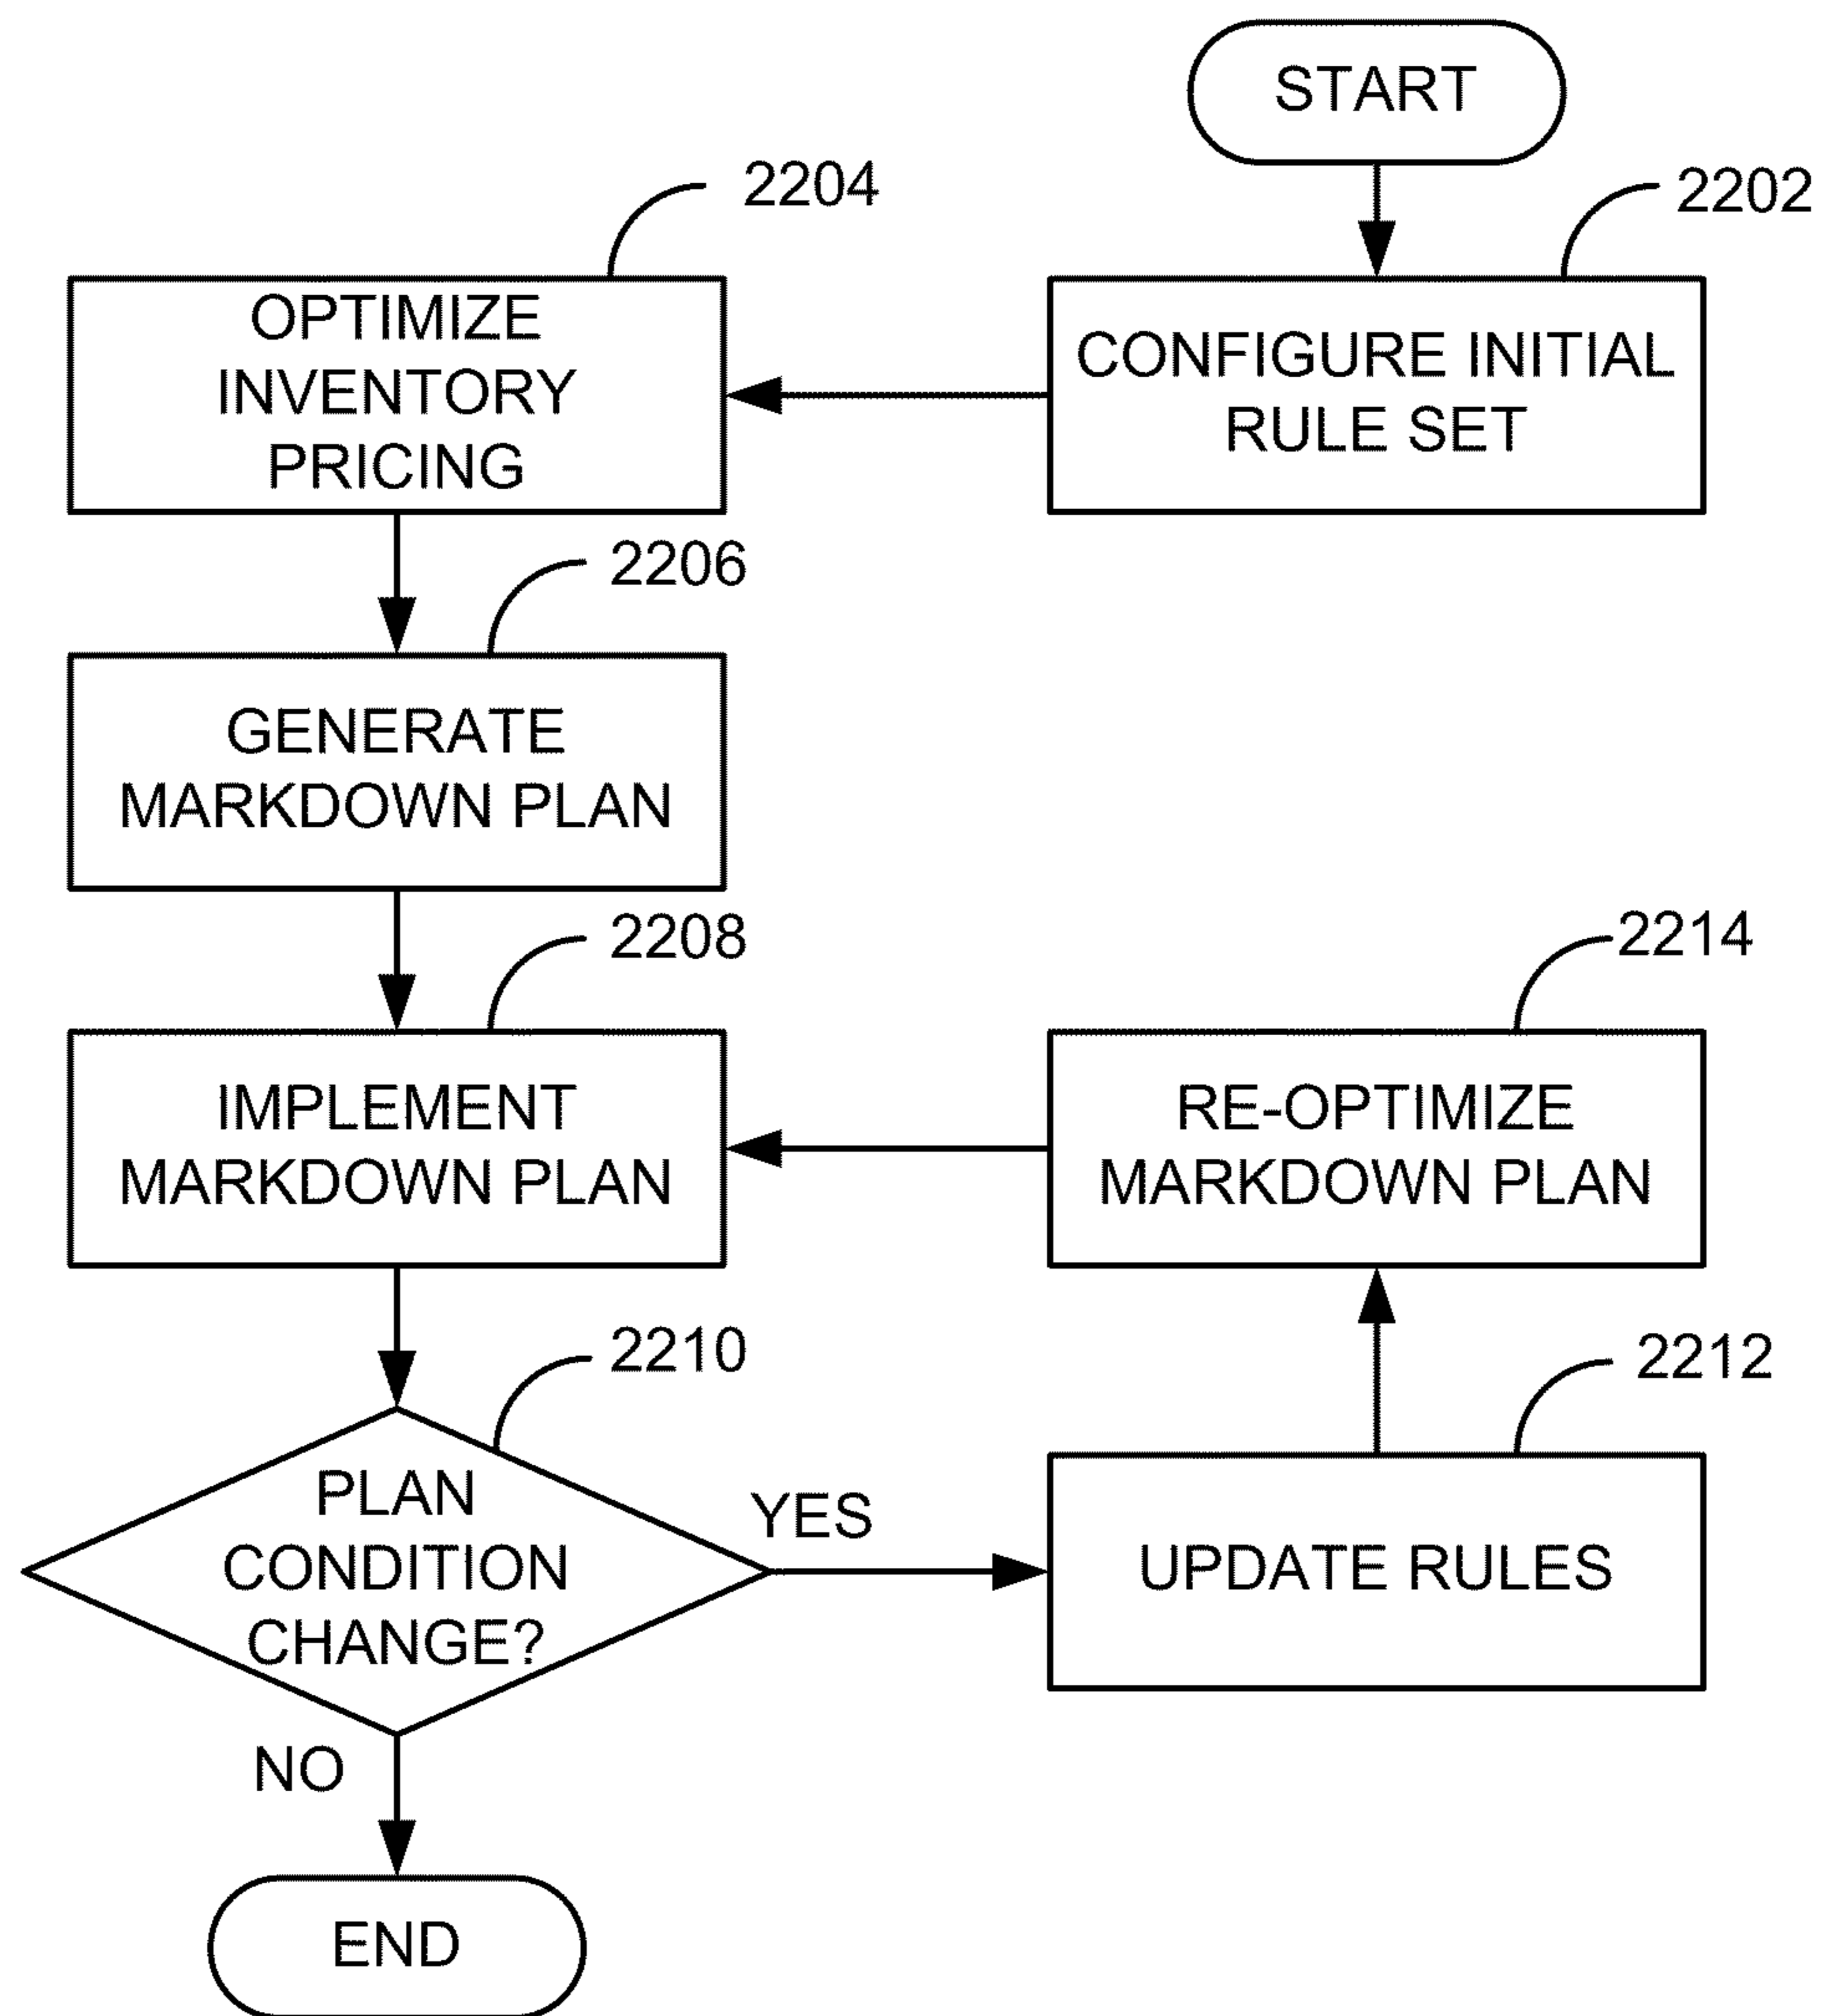 START
2202
CONFIGURE INITIAL
RULE SET
2204
OPTIMIZE
INVENTORY
PRICING
2206
GENERATE
MARKDOWN PLAN
2208
IMPLEMENT
MARKDOWN PLAN
2210
PLAN
CONDITION
CHANGE?
YES
2212
UPDATE RULES
2214
RE-OPTIMIZE
MARKDOWN PLAN
NO
END